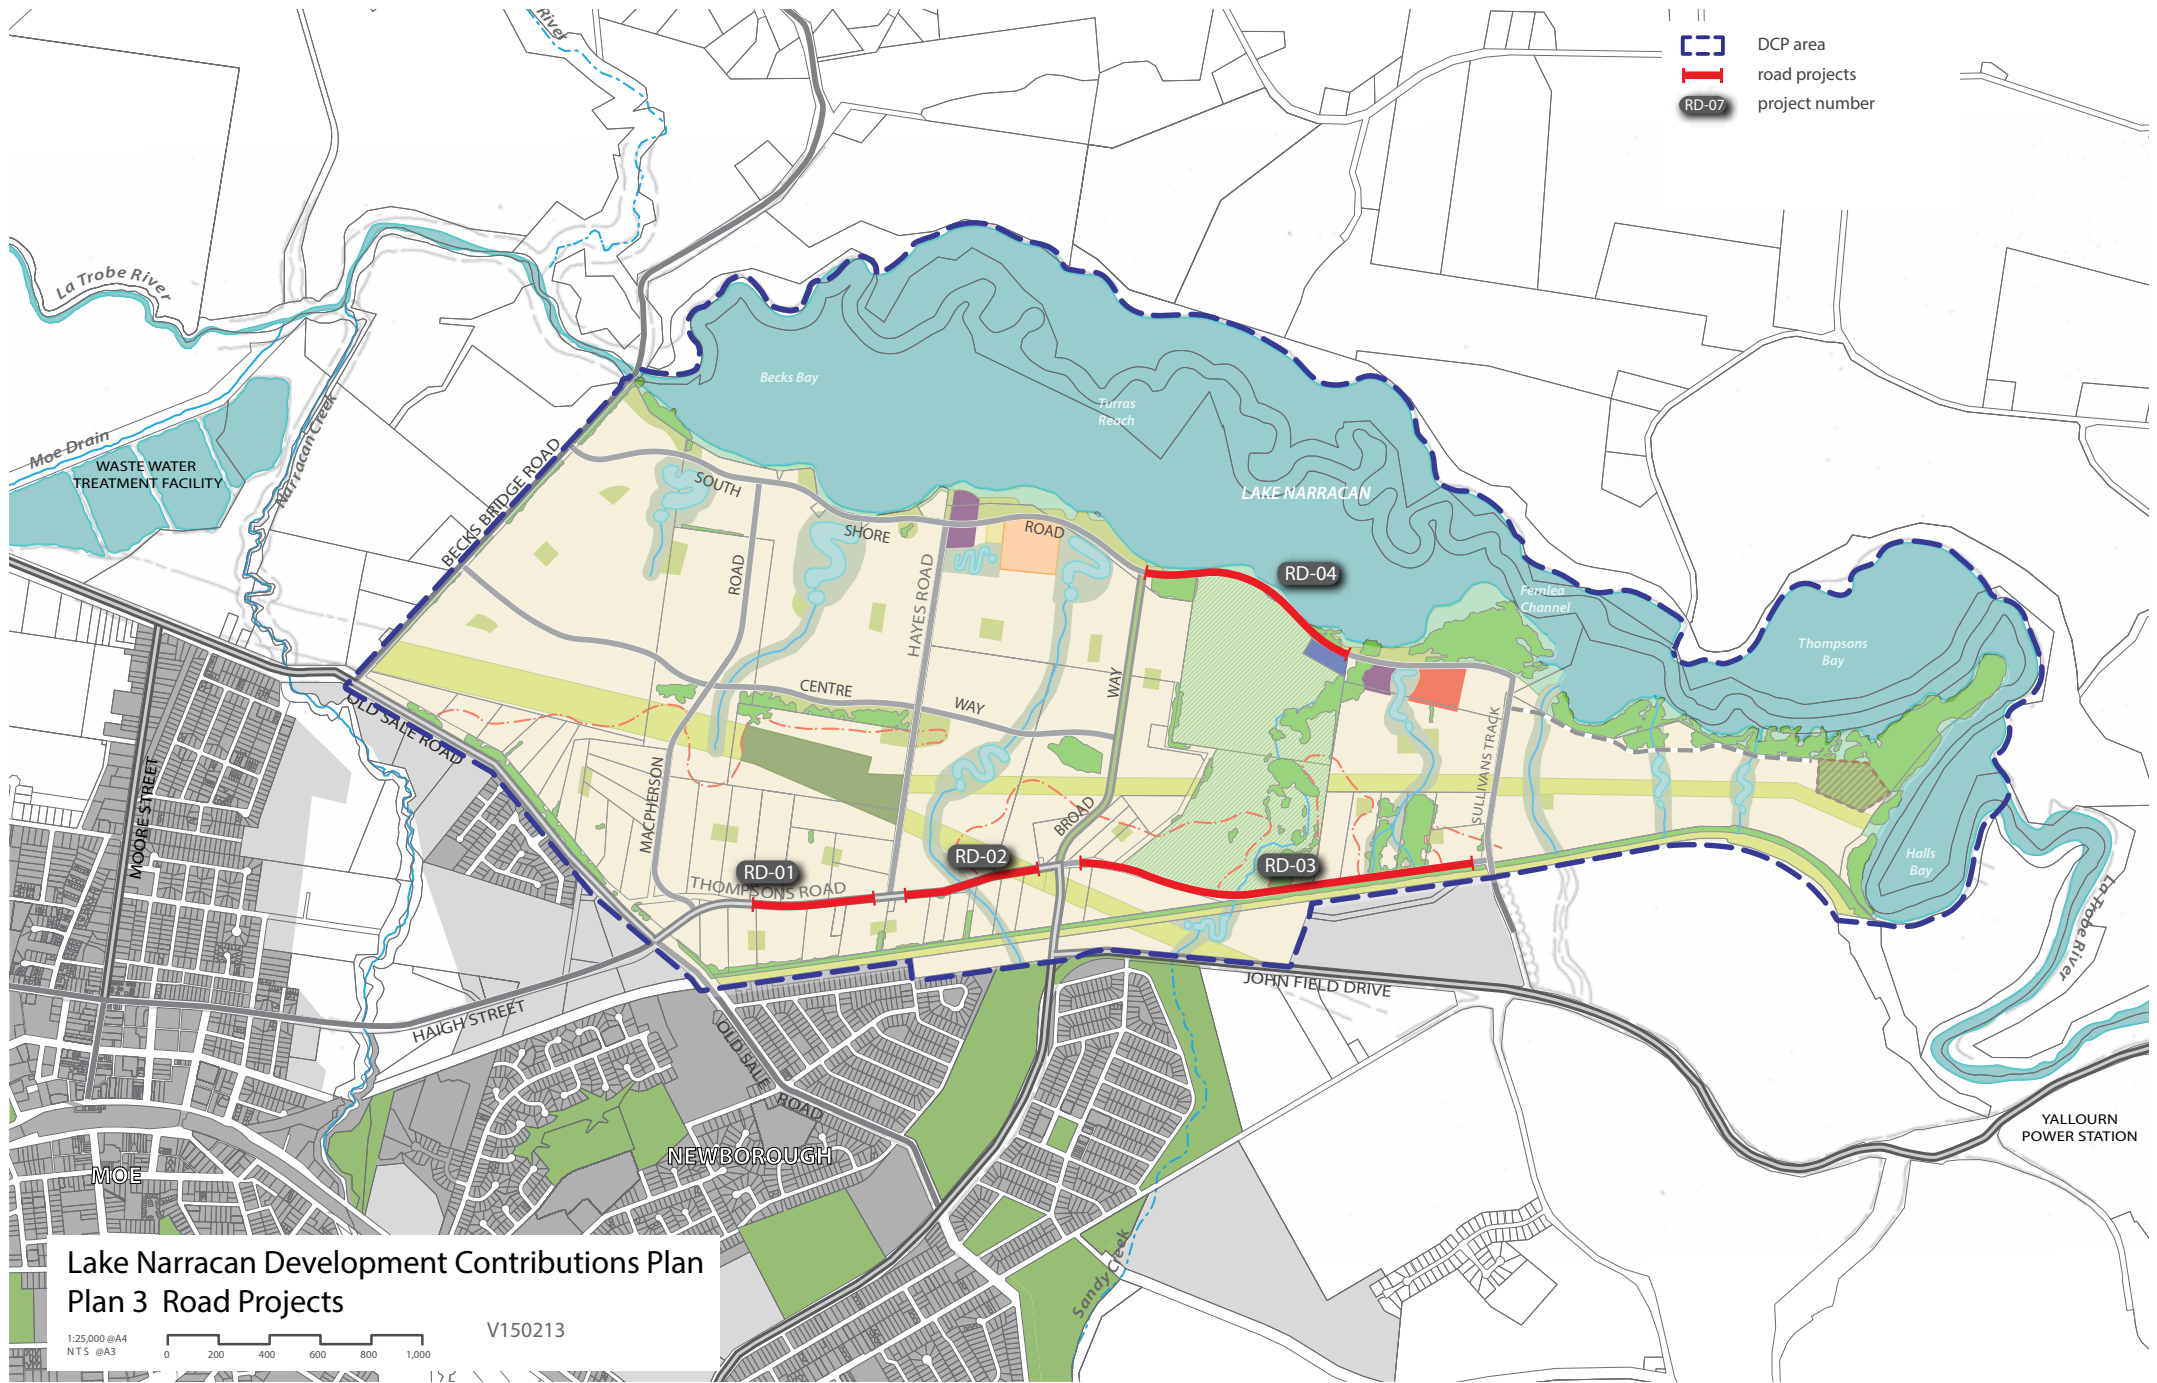 River
DCP area
road projects
RD-07
project number
La Trobe River
Becks Bay
Turras
Reach
Narracan Creek
Moe Drain
WASTE WATER
TREATMENT FACILITY
BECKS BRIDGE ROAD
SOUTH
SHORE
ROAD
LAKE NARRACAN
ROAD
HAYES ROAD
RD-04
Fernlea
Channel
Thompsons
Bay
CENTRE
WAY
WAY
OLD SALE ROAD
SULLIVANS TRACK
MOORE STREET
MACPHERSON
BROAD
RD-01
RD-02
RD-03
THOMPSONS ROAD
Halls
Bay
La Trobe River
JOHN FIELD DRIVE
HAIGH STREET
OLD SALE
ROAD
YALLOURN
POWER STATION
NEWBOROUGH
MOE
Sandy Creek
Lake Narracan Development Contributions Plan
Plan 3 Road Projects
V150213
1:25,000 @A4
NTS @A3
0 200 400 600 800 1,000